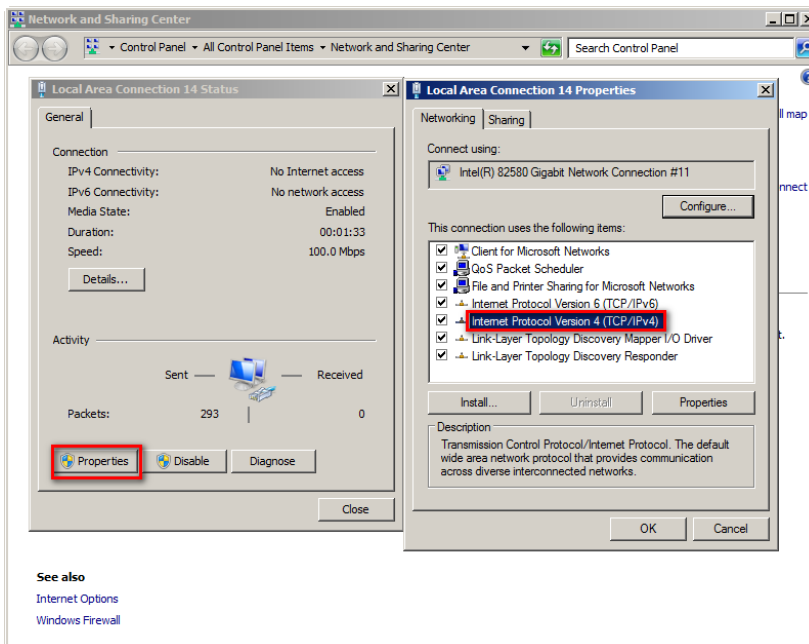 Network and Sharing Center
Control Panel
All Control Panel Items
Network and Sharing Center
Search Control Panel
Local Area Connection 14 Status
General
Connection
IPv4 Connectivity: No Internet access
IPv6 Connectivity: No network access
Media State: Enabled
Duration: 00:01:33
Speed: 100.0 Mbps
Details...
Activity
Sent
Received
Packets: 293 0
Properties
Disable
Diagnose
Close
Local Area Connection 14 Properties
Networking
Sharing
Connect using:
Intel(R) 82580 Gigabit Network Connection #11
Configure...
This connection uses the following items:
Client for Microsoft Networks
QoS Packet Scheduler
File and Printer Sharing for Microsoft Networks
Internet Protocol Version 6 (TCP/IPv6)
Internet Protocol Version 4 (TCP/IPv4)
Link-Layer Topology Discovery Mapper I/O Driver
Link-Layer Topology Discovery Responder
Install...
Uninstall
Properties
Description
Transmission Control Protocol/Internet Protocol. The default
wide area network protocol that provides communication
across diverse interconnected networks.
OK
Cancel
map
See also
Internet Options
Windows Firewall